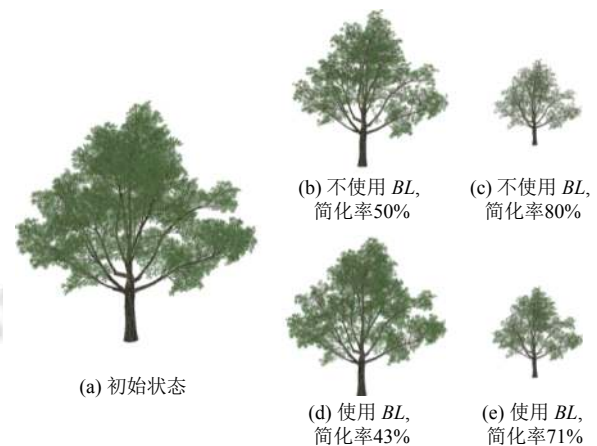 (b) 不使用 BL,
简化率50%
(c) 不使用 BL,
简化率80%
(a) 初始状态
(d) 使用 BL,
简化率43%
(e) 使用 BL,
简化率71%